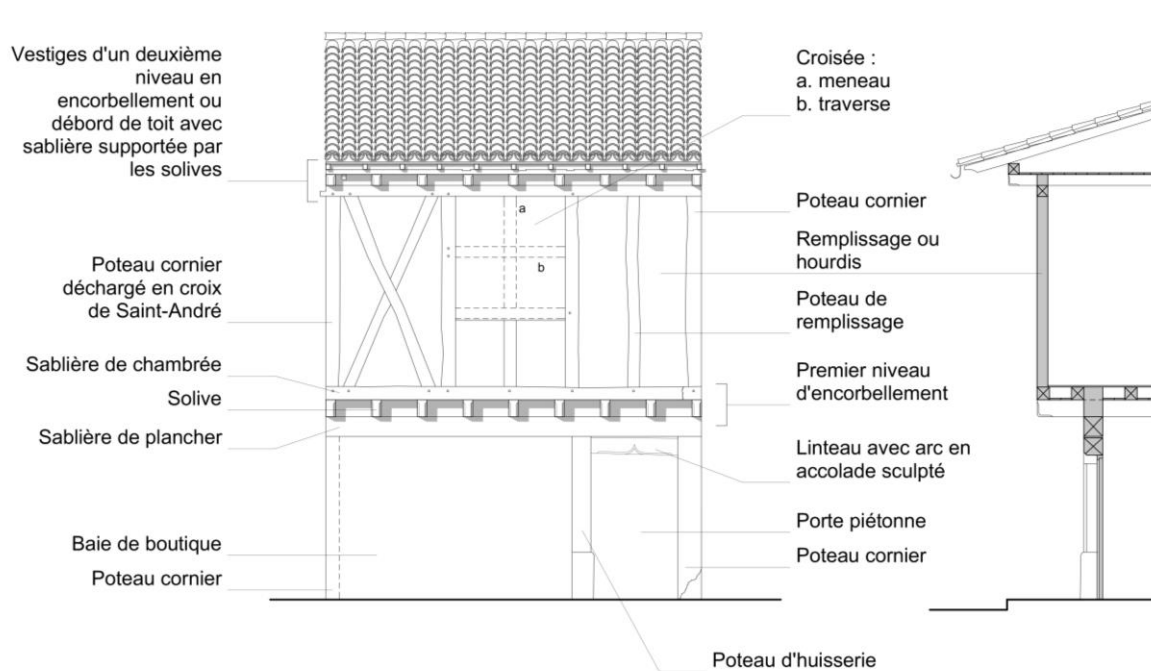 Vestiges d'un deuxième
niveau en
encorbellement ou
débord de toit avec
sablière supportée par
les solives
Poteau cornier
déchargé en croix
de Saint-André
Sablière de chambrée
Solive
Sablière de plancher
Baie de boutique
Poteau cornier
a
b
Croisée :
a. meneau
b. traverse
Poteau cornier
Remplissage ou
hourdis
Poteau de
remplissage
Premier niveau
d'encorbellement
Linteau avec arc en
accolade sculpté
Porte piétonne
Poteau cornier
Poteau d'huisserie